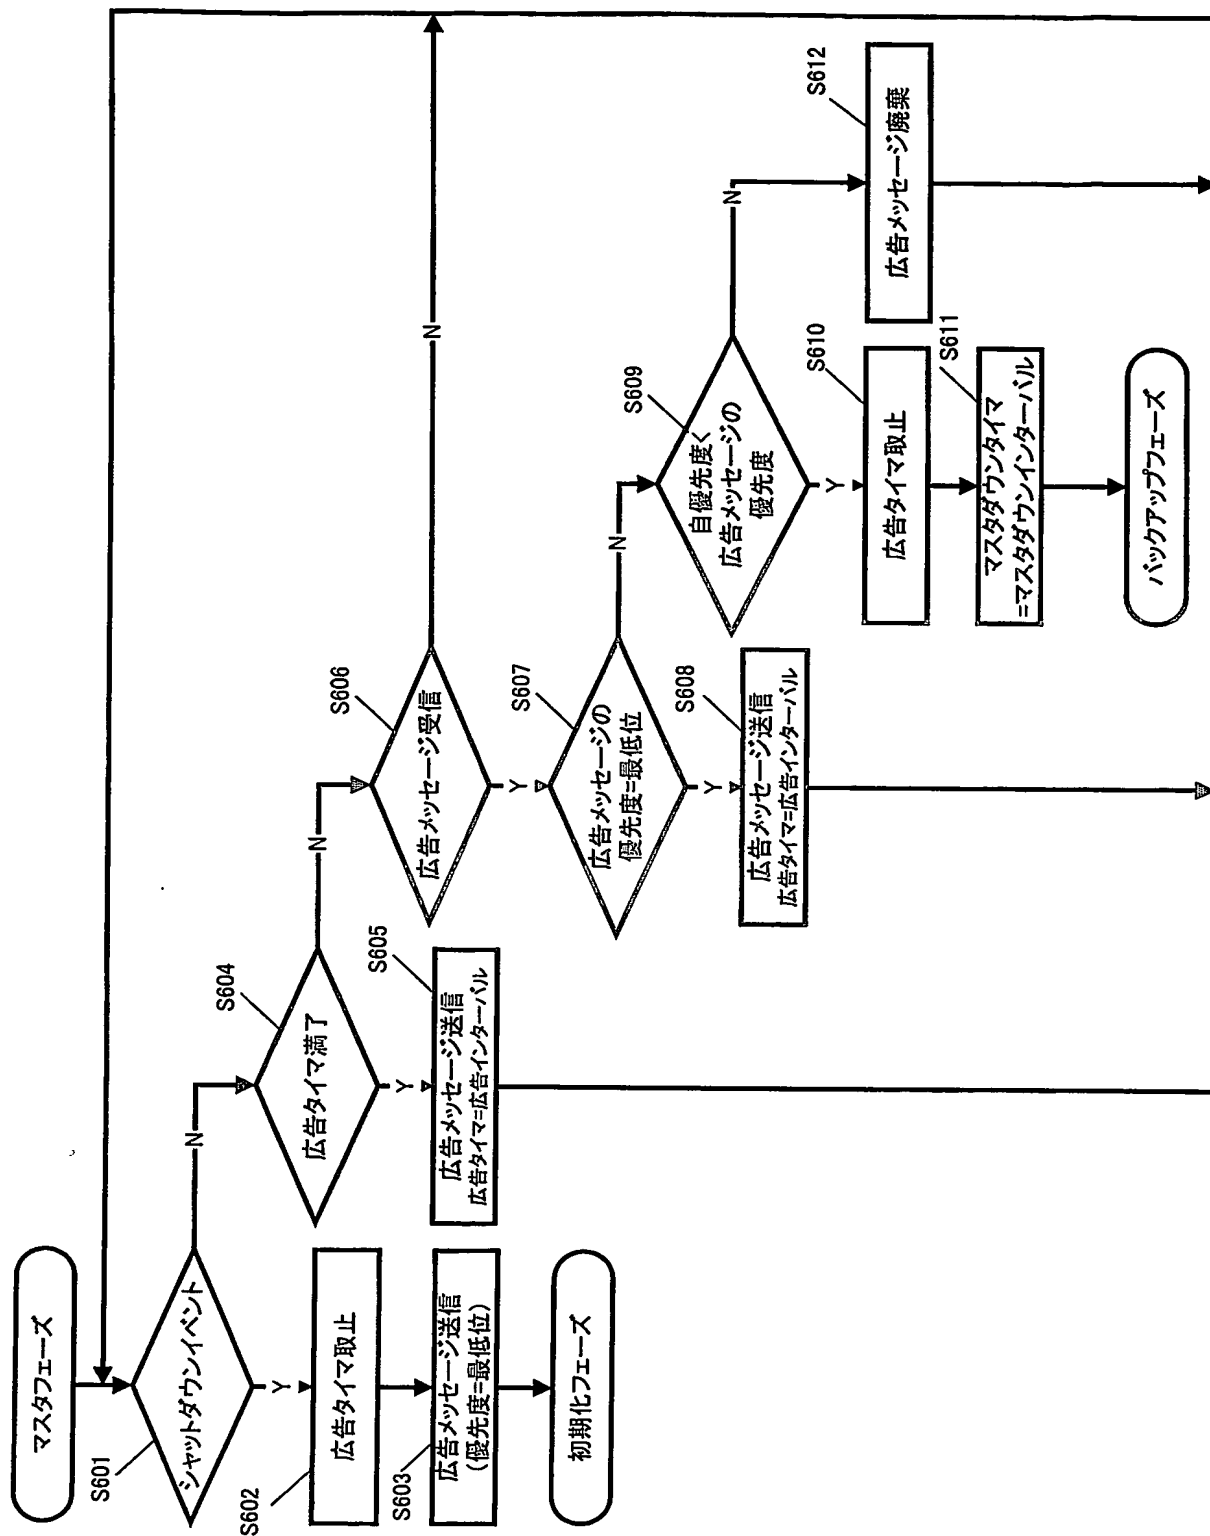 マスタフェーズ
S601
シャットダウンイベント
N
Y
S602
広告タイマ取止
S603
広告メッセージ送信
(優先度=最低位)
初期化フェーズ
S604
広告タイマ満了
N
Y
S605
広告メッセージ送信
広告タイマ=広告インターバル
S606
広告メッセージ受信
N
Y
S607
広告メッセージの
優先度=最低位
N
Y
S608
広告メッセージ送信
広告タイマ=広告インターバル
S609
自優先度<
広告メッセージの
優先度
N
Y
S610
広告タイマ取止
S611
マスタダウンタイマ
=マスタダウンインターバル
バックアップフェーズ
S612
広告メッセージ廃棄